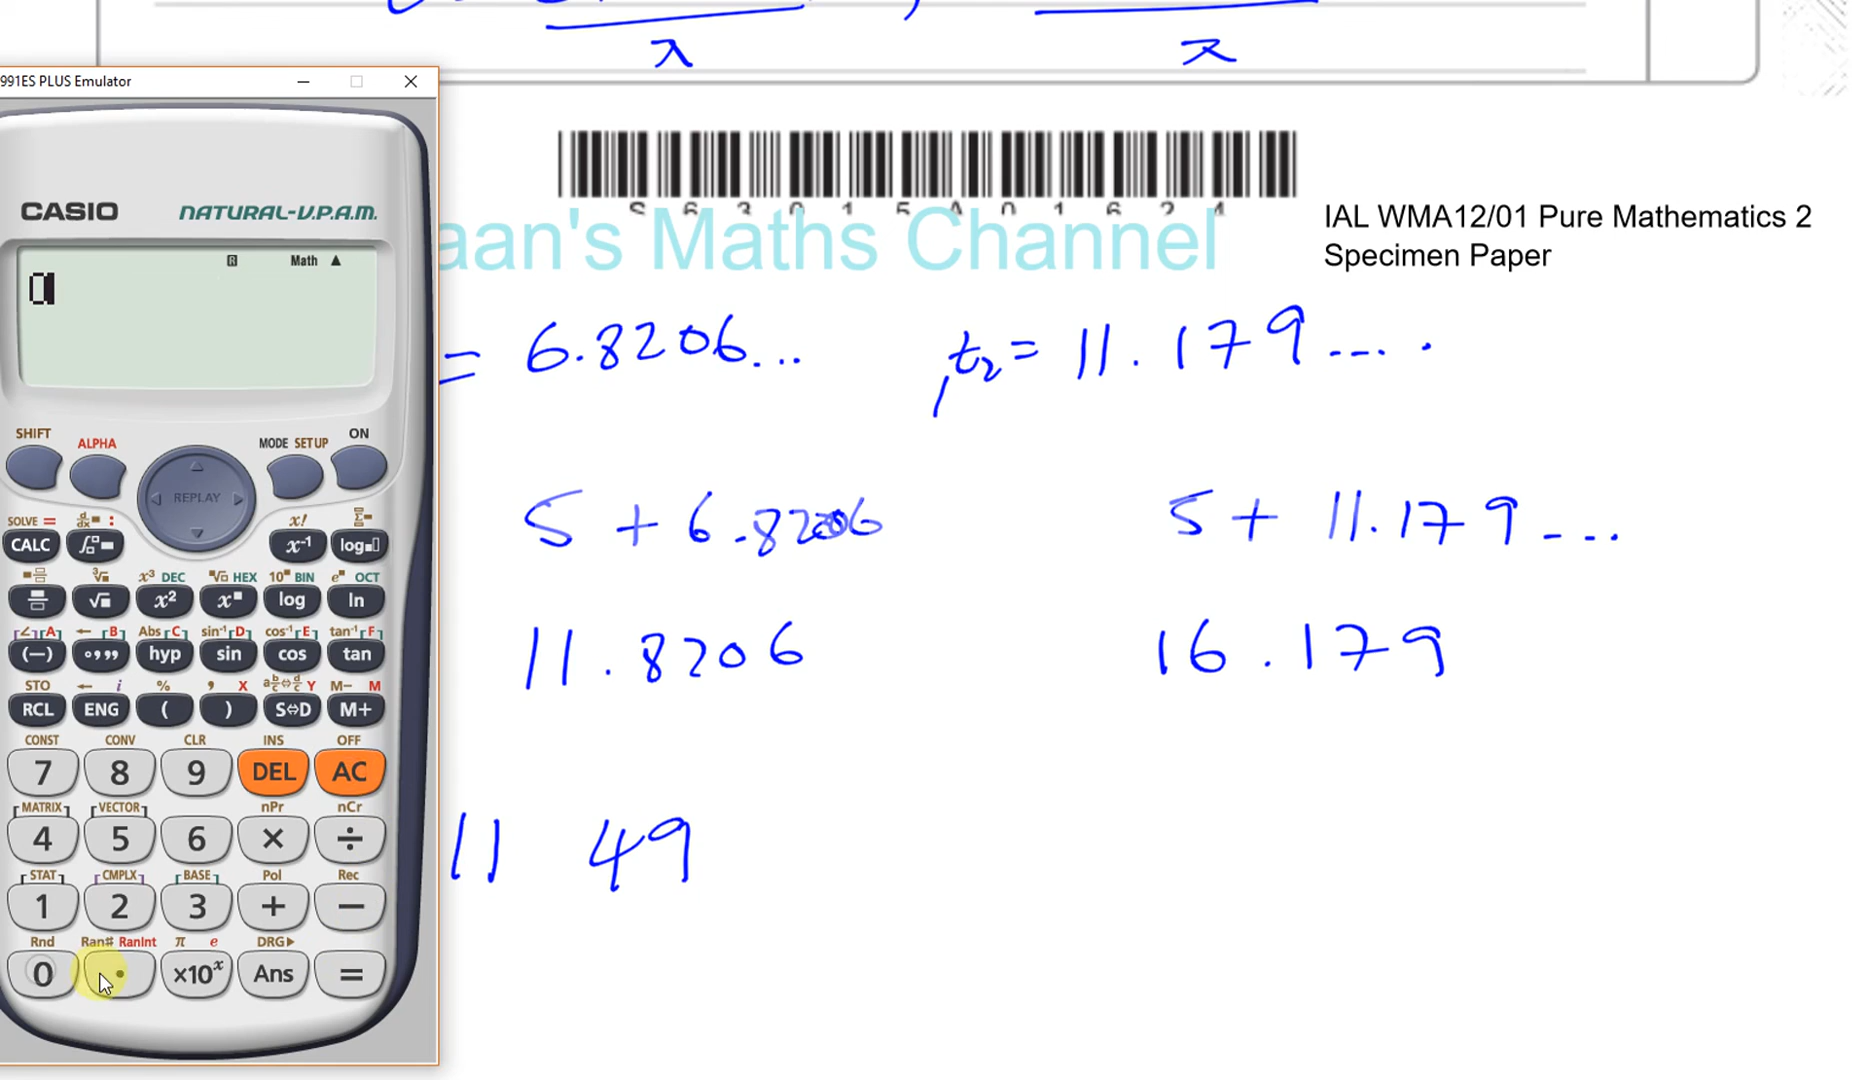 x x
991ES PLUS Emulator
CASIO NATURAL-V.P.A.M.
R Math ▲
0
SHIFT ALPHA MODE SETUP ON
REPLAY
SOLVE = d/dx : x! Σ
CALC ∫ x⁻¹ log
³√ x³ DEC √ HEX 10 BIN e OCT
√ x² x log ln
∠ A ← B Abs C sin⁻¹ D cos⁻¹ E tan⁻¹ F
(−) °,,, hyp sin cos tan
STO ← i % , X a b/c⇔d/c Y M− M
RCL ENG ( ) S⇔D M+
CONST CONV CLR INS OFF
7 8 9 DEL AC
MATRIX VECTOR nPr nCr
4 5 6 × ÷
STAT CMPLX BASE Pol Rec
1 2 3 + −
Rnd Ran# RanInt π e DRG▶
0 • ×10ˣ Ans =
aan's Maths Channel
IAL WMA12/01 Pure Mathematics 2
Specimen Paper
= 6.8206... , t₂ = 11.179.....
5 + 6.8206 5 + 11.179...
11.8206 16.179
11 49